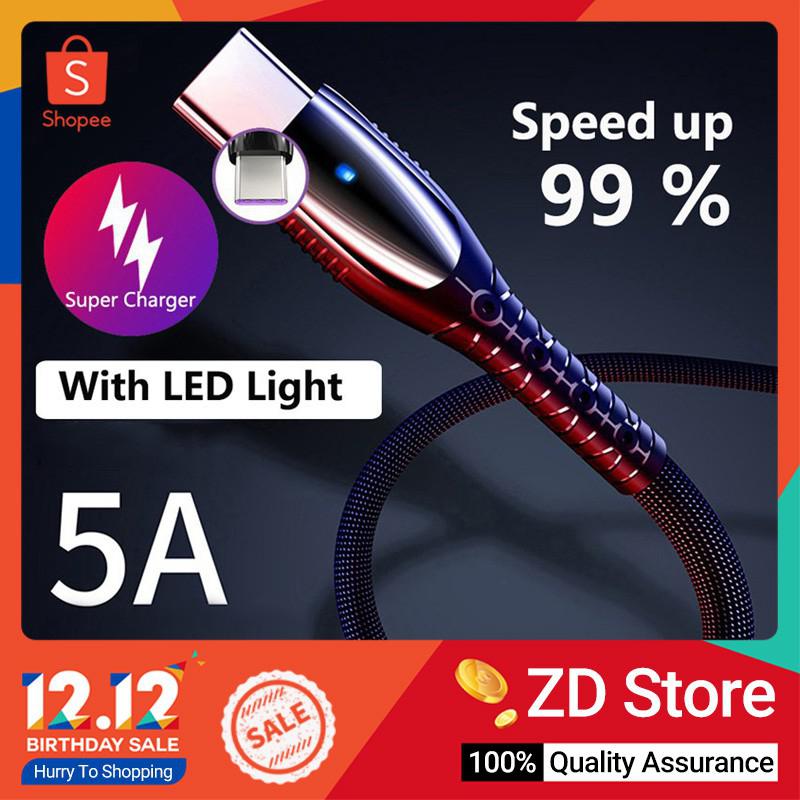 Shopee
Speed up
99 %
Super Charger
With LED Light
5A
12.12
BIRTHDAY SALE
Hurry To Shopping
SALE
ZD Store
100% Quality Assurance